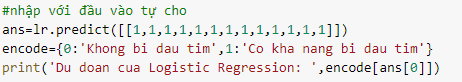 #nhập với đầu vào tự cho
ans=lr.predict([[1,1,1,1,1,1,1,1,1,1,1,1,1]])
encode={0:'Khong bi dau tim',1:'Co kha nang bi dau tim'}
print('Du doan cua Logistic Regression: ',encode[ans[0]])